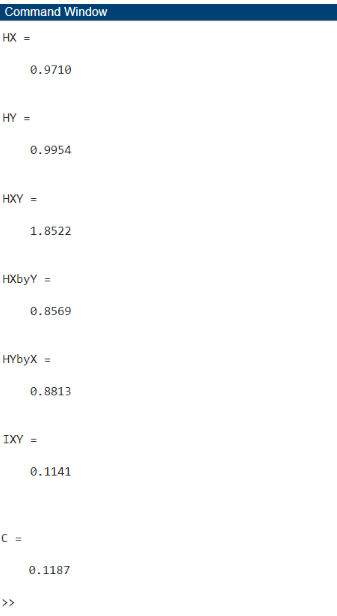 Command Window
HX =
0.9710
HY =
0.9954
HXY =
1.8522
HXbyY =
0.8569
HYbyX =
0.8813
IXY =
0.1141
C =
0.1187
>>